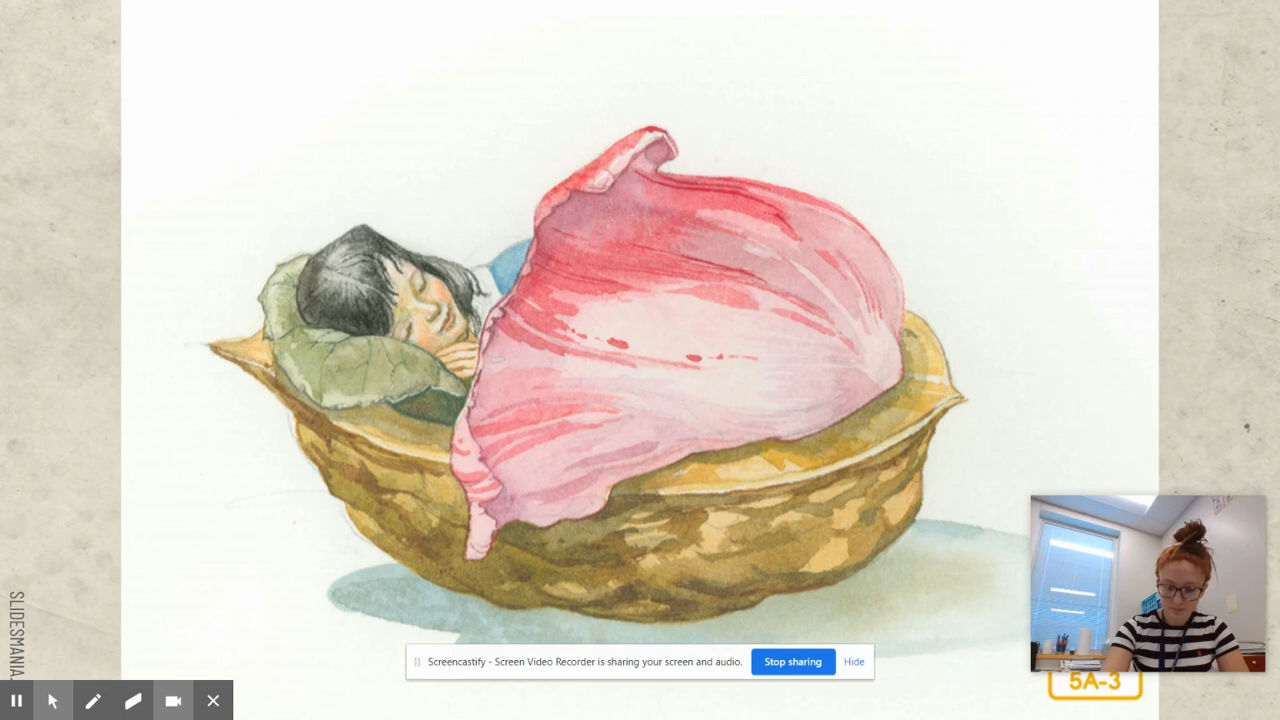 SLIDESMANIA.
Screencastify - Screen Video Recorder is sharing your screen and audio.
Stop sharing
Hide
5A-3